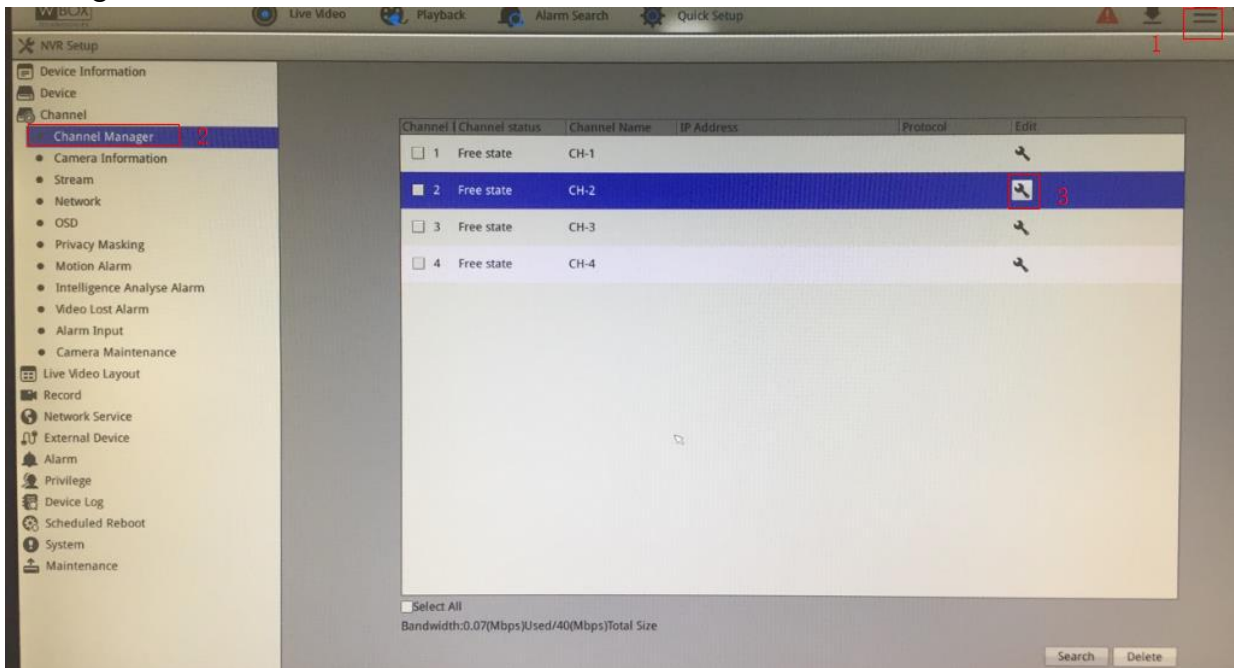 W BOX Live Video Playback Alarm Search Quick Setup
1
NVR Setup
Device Information
Device
Channel
Channel Manager 2
Camera Information
Stream
Network
OSD
Privacy Masking
Motion Alarm
Intelligence Analyse Alarm
Video Lost Alarm
Alarm Input
Camera Maintenance
Live Video Layout
Record
Network Service
External Device
Alarm
Privilege
Device Log
Scheduled Reboot
System
Maintenance
Channel Channel status Channel Name IP Address Protocol Edit
1 Free state CH-1
2 Free state CH-2 3
3 Free state CH-3
4 Free state CH-4
Select All
Bandwidth:0.07(Mbps)Used/40(Mbps)Total Size
Search Delete